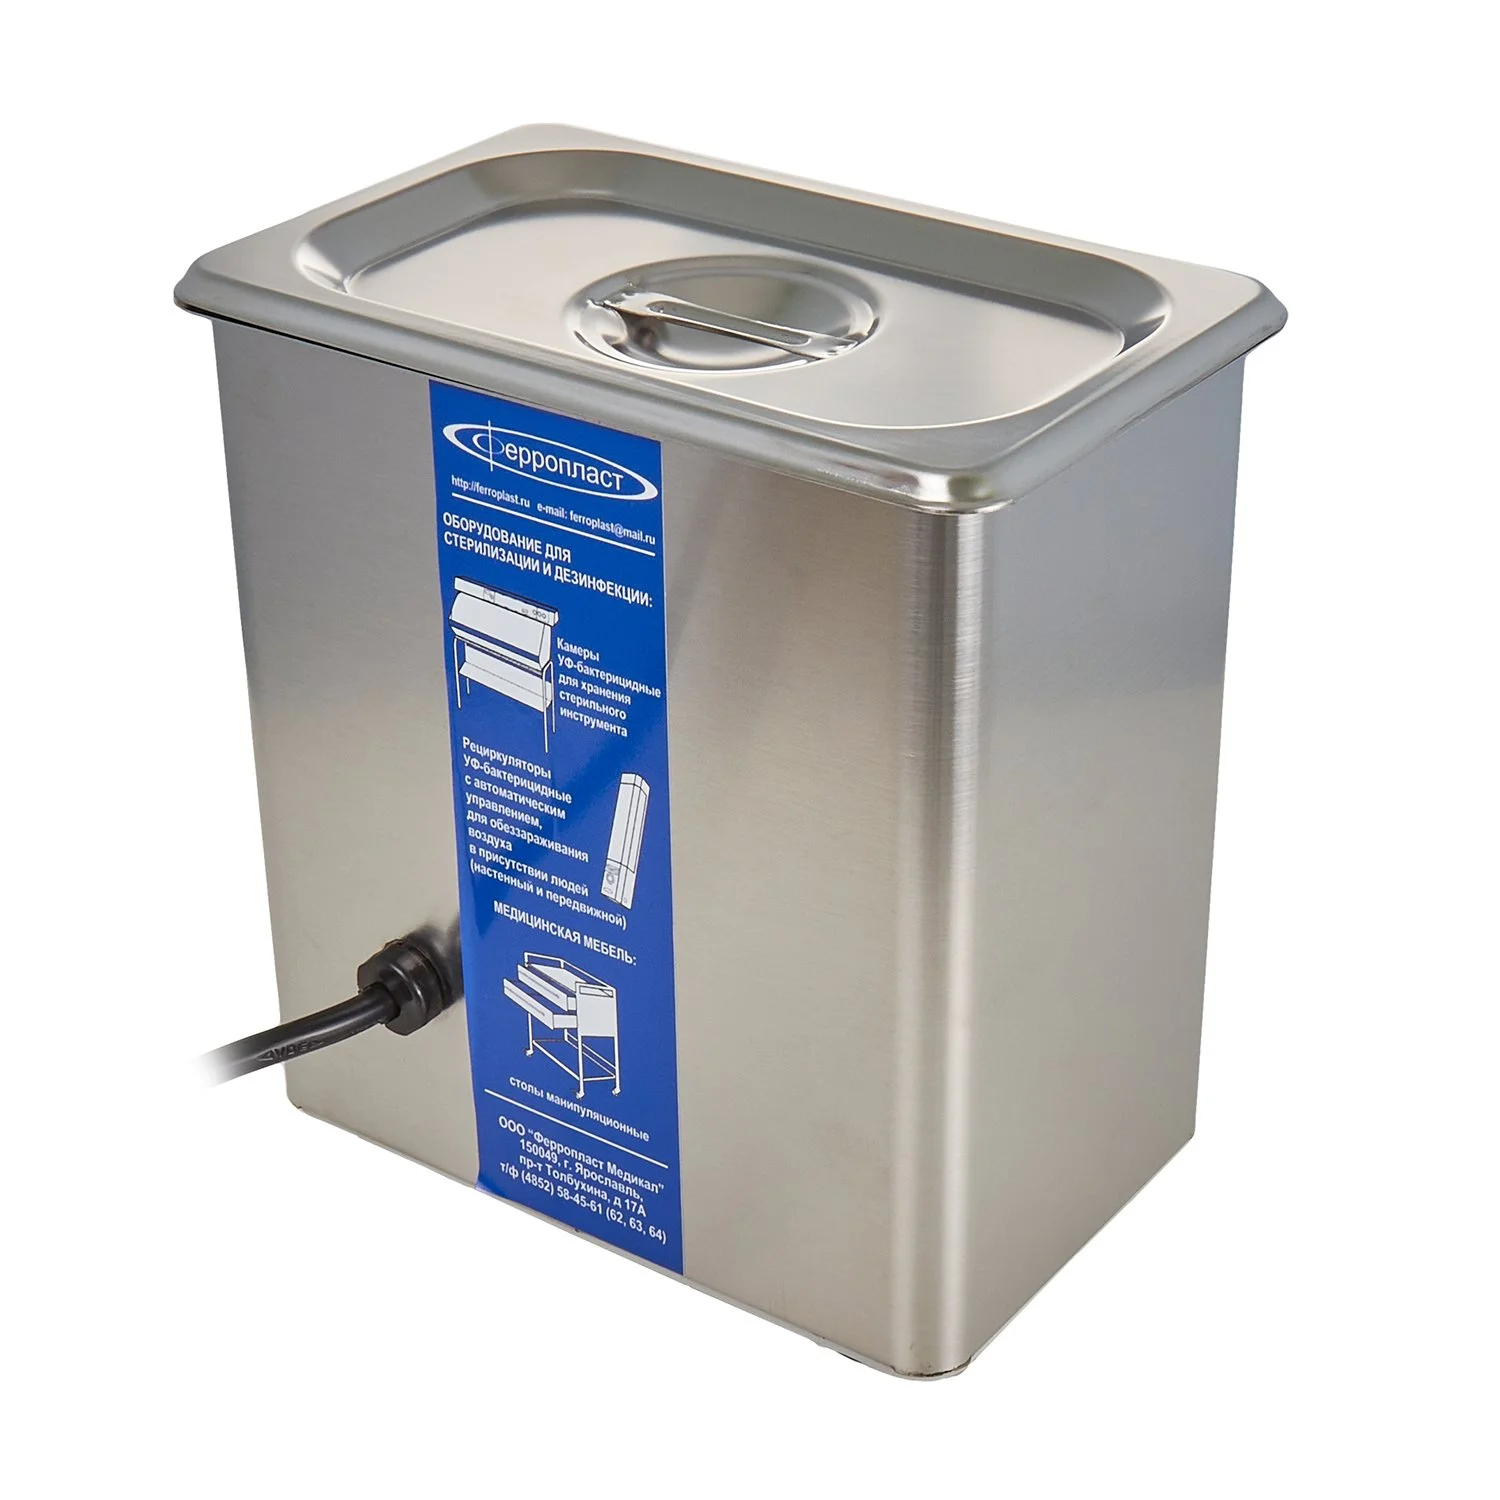 Ферропласт
http://ferroplast.ru e-mail: ferroplast@mail.ru
ОБОРУДОВАНИЕ ДЛЯ
СТЕРИЛИЗАЦИИ И ДЕЗИНФЕКЦИИ:
Камеры
УФ-бактерицидные
для хранения
стерильного
инструмента
Рециркуляторы
УФ-бактерицидные
с автоматическим
управлением,
для обеззараживания
воздуха
в присутствии людей
(настенный и передвижной)
МЕДИЦИНСКАЯ МЕБЕЛЬ:
столы манипуляционные
ООО "Ферропласт Медикал"
150049, г. Ярославль,
пр-т Толбухина, д 17А
т/ф (4852) 58-45-61 (62, 63, 64)